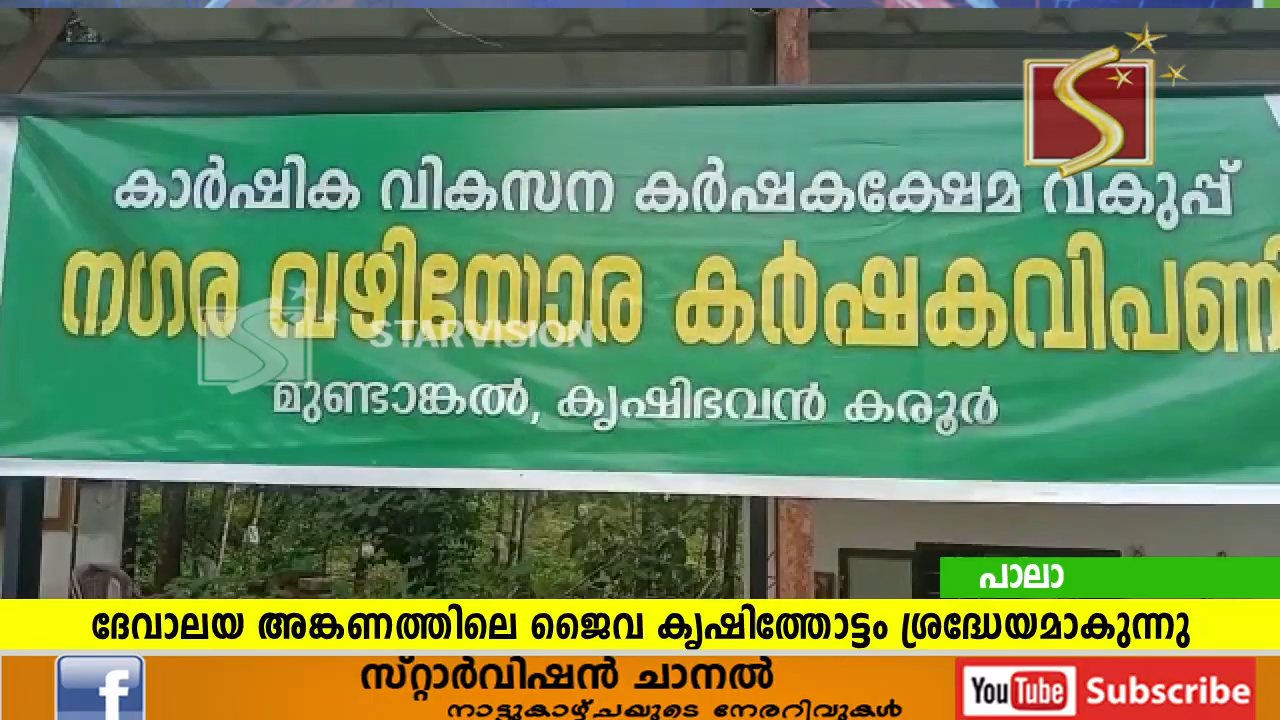 കാർഷിക വികസന കർഷകക്ഷേമ വകുപ്പ്
നഗര വഴിയോര കർഷകവിപണി
STARVISION
മുണ്ടാങ്കൽ, കൃഷിഭവൻ കരൂർ
പാലാ
ദേവാലയ അങ്കണത്തിലെ ജൈവ കൃഷിത്തോട്ടം ശ്രദ്ധേയമാകുന്നു
സ്റ്റാർവിഷൻ ചാനൽ
നാട്ടുകാഴ്ചയുടെ നേരറിവുകൾ
YouTube Subscribe